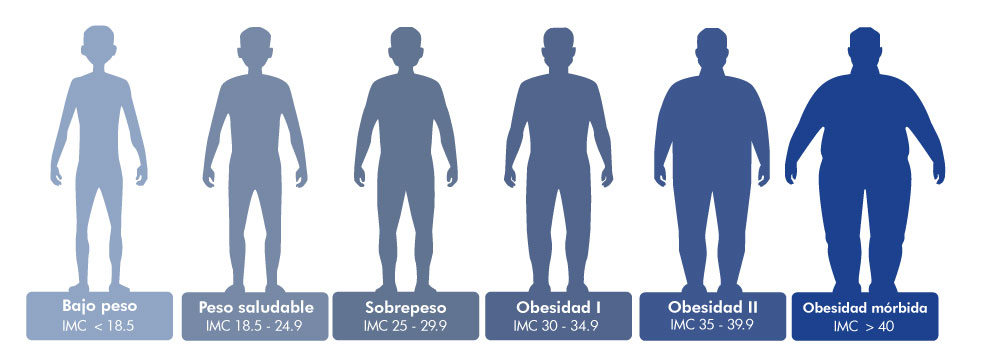 Bajo peso
IMC < 18.5
Peso saludable
IMC 18.5 - 24.9
Sobrepeso
IMC 25 - 29.9
Obesidad I
IMC 30 - 34.9
Obesidad II
IMC 35 - 39.9
Obesidad mórbida
IMC > 40